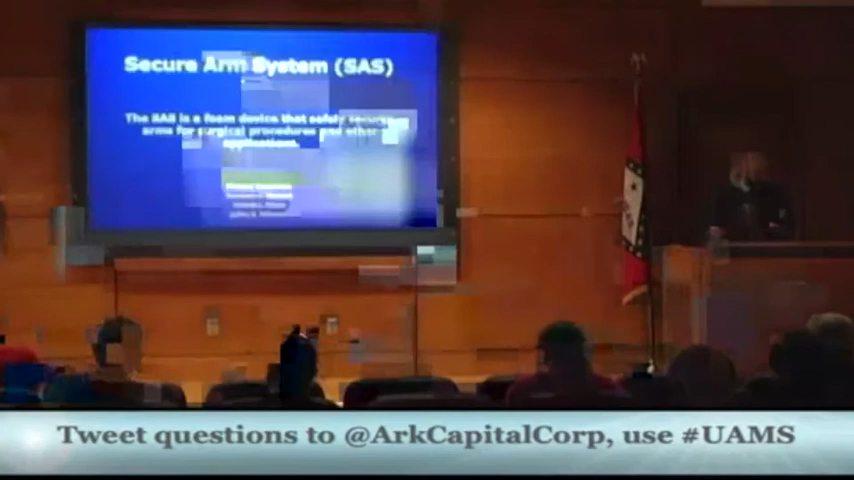 Secure Arm System (SAS)
The SAS is a foam device that safely secures
arms for surgical procedures and other
applications.
Tweet questions to @ArkCapitalCorp, use #UAMS